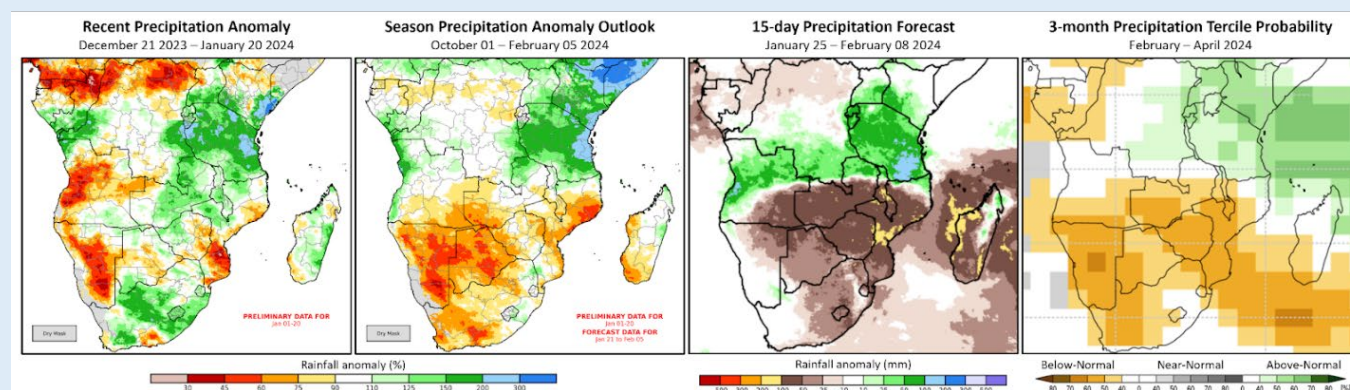 Recent Precipitation Anomaly
December 21 2023 – January 20 2024
Season Precipitation Anomaly Outlook
October 01 – February 05 2024
15-day Precipitation Forecast
January 25 – February 08 2024
3-month Precipitation Tercile Probability
February – April 2024
PRELIMINARY DATA FOR
Jan 01-20
Dry Mask
PRELIMINARY DATA FOR
Jan 01-20
FORECAST DATA FOR
Jan 21 to Feb 05
Dry Mask
Rainfall anomaly (%)
30 45 60 75 90 110 125 150 200 300
Rainfall anomaly (mm)
Below-Normal Near-Normal Above-Normal